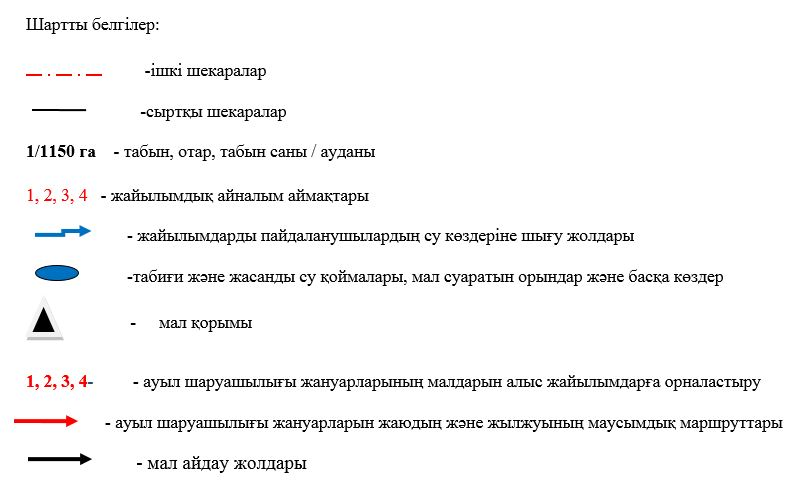 Шартты белгілер:
-ішкі шекаралар
-сыртқы шекаралар
1/1150 га - табын, отар, табын саны / ауданы
1, 2, 3, 4 - жайылымдық айналым аймақтары
- жайылымдарды пайдаланушылардың су көздеріне шығу жолдары
-табиғи және жасанды су қоймалары, мал суаратын орындар және басқа көздер
- мал қорымы
1, 2, 3, 4- - ауыл шаруашылығы жануарларының малдарын алыс жайылымдарға орналастыру
- ауыл шаруашылығы жануарларын жаюдың және жылжуының маусымдық маршруттары
- мал айдау жолдары